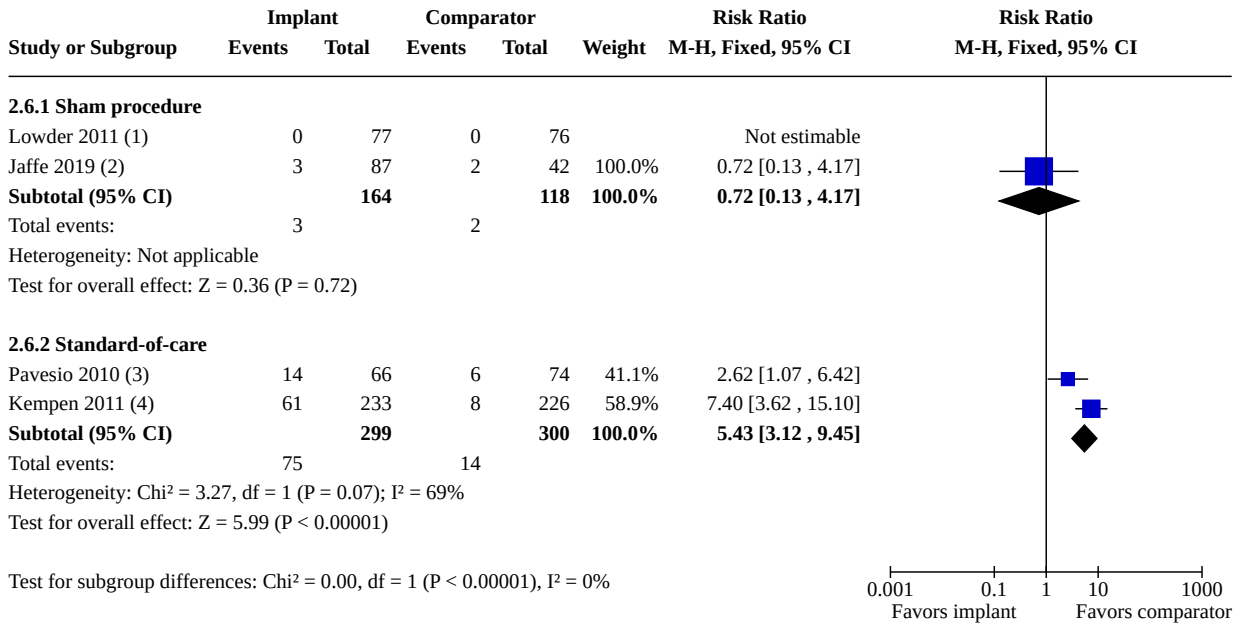 Implant Comparator Risk Ratio Risk Ratio
Study or Subgroup Events Total Events Total Weight M-H, Fixed, 95% CI M-H, Fixed, 95% CI
2.6.1 Sham procedure
Lowder 2011 (1) 0 77 0 76 Not estimable
Jaffe 2019 (2) 3 87 2 42 100.0% 0.72 [0.13 , 4.17]
Subtotal (95% CI) 164 118 100.0% 0.72 [0.13 , 4.17]
Total events: 3 2
Heterogeneity: Not applicable
Test for overall effect: Z = 0.36 (P = 0.72)
2.6.2 Standard-of-care
Pavesio 2010 (3) 14 66 6 74 41.1% 2.62 [1.07 , 6.42]
Kempen 2011 (4) 61 233 8 226 58.9% 7.40 [3.62 , 15.10]
Subtotal (95% CI) 299 300 100.0% 5.43 [3.12 , 9.45]
Total events: 75 14
Heterogeneity: Chi² = 3.27, df = 1 (P = 0.07); I² = 69%
Test for overall effect: Z = 5.99 (P < 0.00001)
Test for subgroup differences: Chi² = 0.00, df = 1 (P < 0.00001), I² = 0%
0.001 0.1 1 10 1000
Favors implant Favors comparator